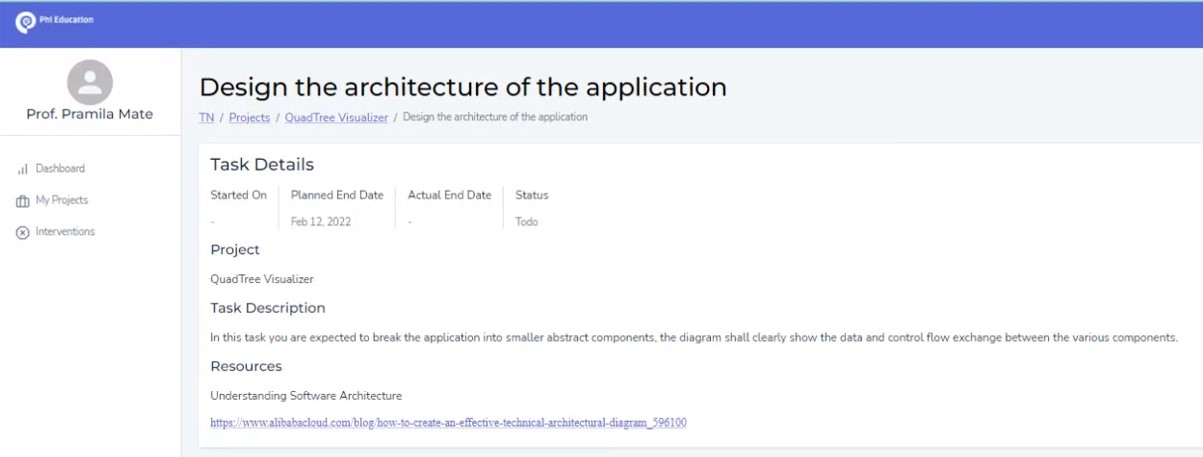 Phi Education
Prof. Pramila Mate
Dashboard
My Projects
Interventions
Design the architecture of the application
TN / Projects / QuadTree Visualizer / Design the architecture of the application
Task Details
Started On Planned End Date Actual End Date Status
- Feb 12, 2022 - Todo
Project
QuadTree Visualizer
Task Description
In this task you are expected to break the application into smaller abstract components, the diagram shall clearly show the data and control flow exchange between the various components.
Resources
Understanding Software Architecture
https://www.alibabacloud.com/blog/how-to-create-an-effective-technical-architectural-diagram_596100